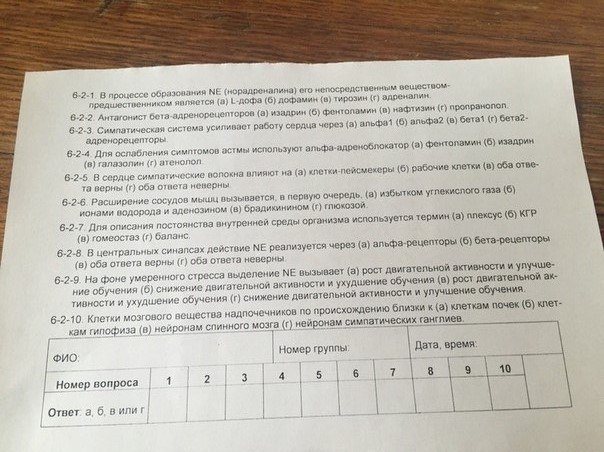 6-2-1. В процессе образования NE (норадреналина) его непосредственным веществом-
предшественником является (а) L-дофа (б) дофамин (в) тирозин (г) адреналин.
6-2-2. Антагонист бета-адренорецепторов (а) изадрин (б) фентоламин (в) нафтизин (г) пропранолол.
6-2-3. Симпатическая система усиливает работу сердца через (а) альфа1 (б) альфа2 (в) бета1 (г) бета2-
адренорецепторы.
6-2-4. Для ослабления симптомов астмы используют альфа-адреноблокатор (а) фентоламин (б) изадрин
(в) галазолин (г) атенолол.
6-2-5. В сердце симпатические волокна влияют на (а) клетки-пейсмекеры (б) рабочие клетки (в) оба отве-
та верны (г) оба ответа неверны.
6-2-6. Расширение сосудов мышц вызывается, в первую очередь, (а) избытком углекислого газа (б)
ионами водорода и аденозином (в) брадикинином (г) глюкозой.
6-2-7. Для описания постоянства внутренней среды организма используется термин (а) плексус (б) КГР
(в) гомеостаз (г) баланс.
6-2-8. В центральных синапсах действие NE реализуется через (а) альфа-рецепторы (б) бета-рецепторы
(в) оба ответа верны (г) оба ответа неверны.
6-2-9. На фоне умеренного стресса выделение NE вызывает (а) рост двигательной активности и улучше-
ние обучения (б) снижение двигательной активности и ухудшение обучения (в) рост двигательной ак-
тивности и ухудшение обучения (г) снижение двигательной активности и улучшение обучения.
6-2-10. Клетки мозгового вещества надпочечников по происхождению близки к (а) клеткам почек (б) клет-
кам гипофиза (в) нейронам спинного мозга (г) нейронам симпатических ганглиев.
ФИО: Номер группы: Дата, время:
Номер вопроса 1 2 3 4 5 6 7 8 9 10
Ответ: а, б, в или г